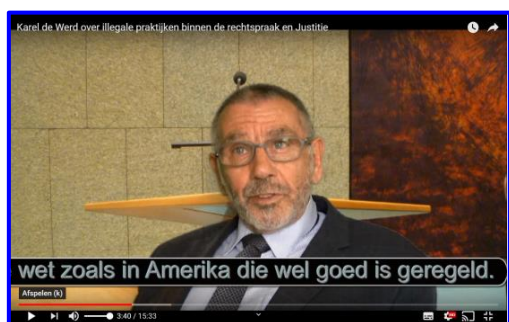 Karel de Werd over illegale praktijken binnen de rechtspraak en Justitie
wet zoals in Amerika die wel goed is geregeld.
Afspelen (k)
3:40 / 15:33